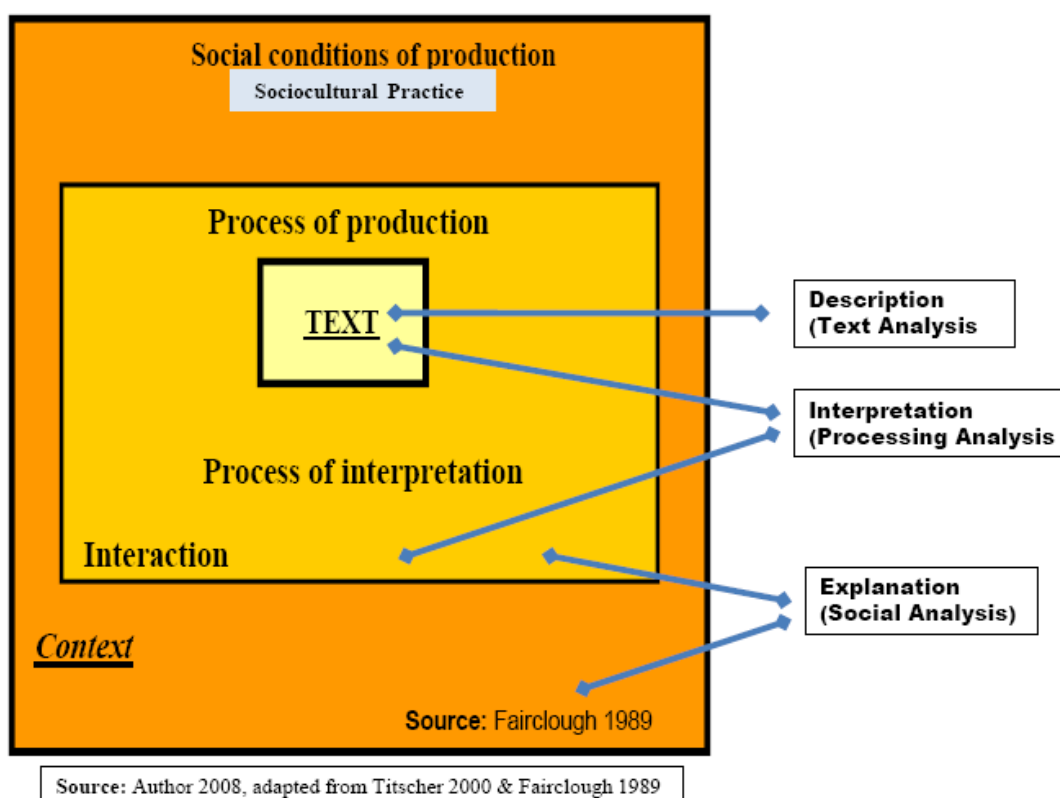 Social conditions of production
Sociocultural Practice
Process of production
TEXT
Description
(Text Analysis
Interpretation
(Processing Analysis
Process of interpretation
Interaction
Explanation
(Social Analysis)
Context
Source: Fairclough 1989
Source: Author 2008, adapted from Titscher 2000 & Fairclough 1989